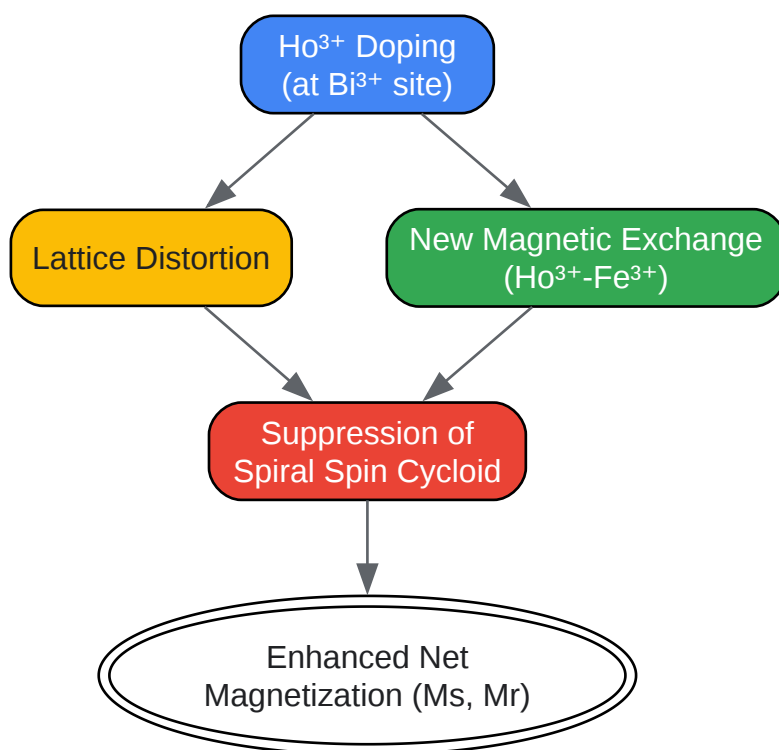 Ho³⁺ Doping
(at Bi³⁺ site)
Lattice Distortion
New Magnetic Exchange
(Ho³⁺-Fe³⁺)
Suppression of
Spiral Spin Cycloid
Enhanced Net
Magnetization (Ms, Mr)